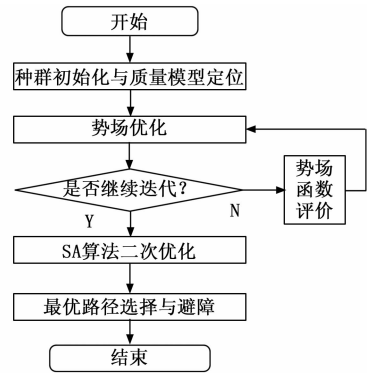 开始
种群初始化与质量模型定位
势场优化
是否继续迭代？
势场
函数
评价
Y
N
SA算法二次优化
最优路径选择与避障
结束